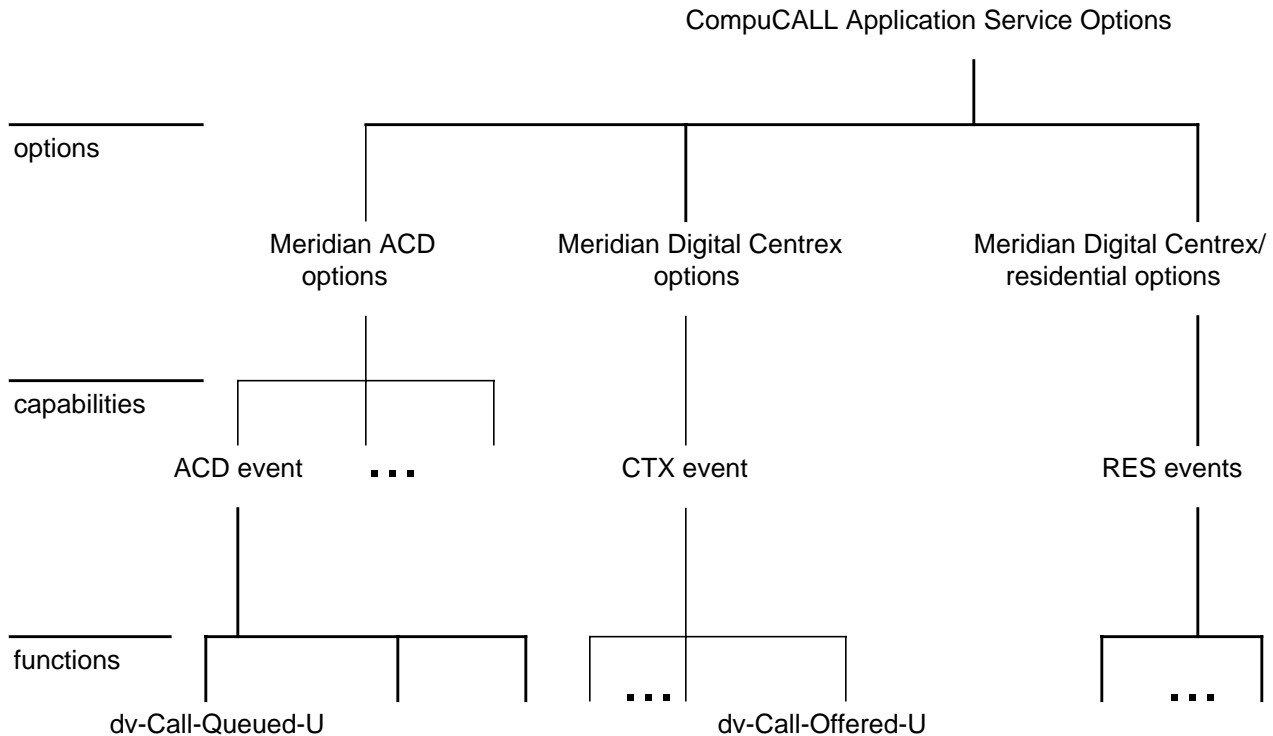 CompuCALL Application Service Options
options
Meridian ACD
options
Meridian Digital Centrex
options
Meridian Digital Centrex/
residential options
capabilities
ACD event
...
CTX event
RES events
functions
...
...
dv-Call-Queued-U
dv-Call-Offered-U